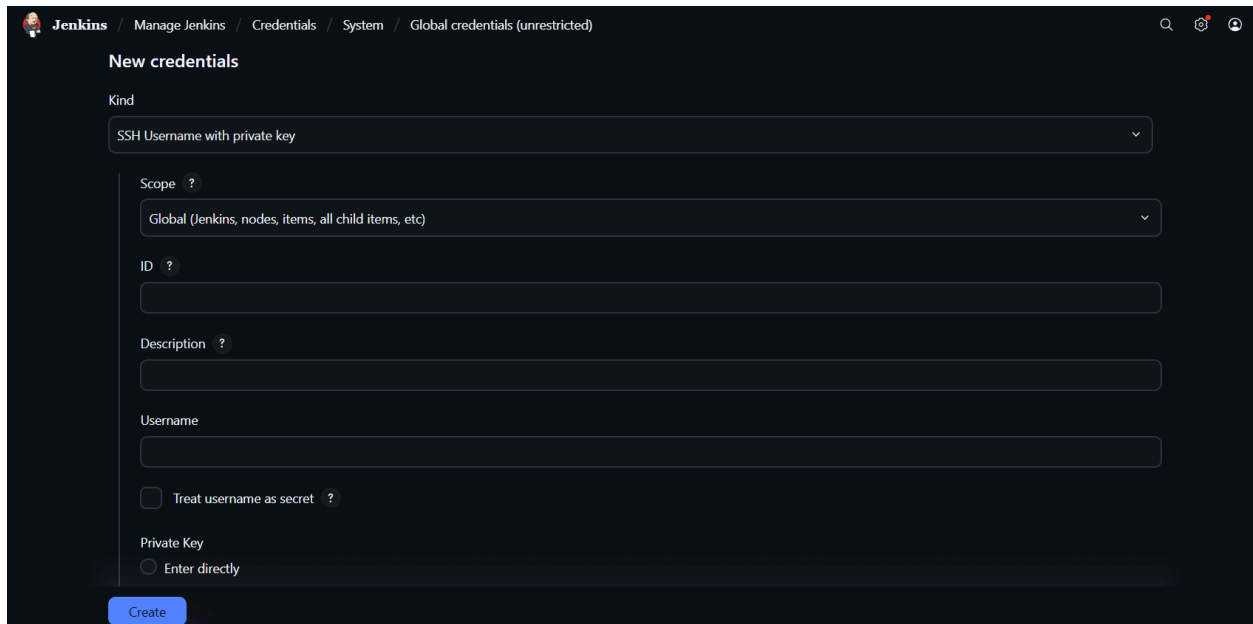 Jenkins / Manage Jenkins / Credentials / System / Global credentials (unrestricted)
New credentials
Kind
SSH Username with private key
Scope ?
Global (Jenkins, nodes, items, all child items, etc)
ID ?
Description ?
Username
Treat username as secret ?
Private Key
Enter directly
Create